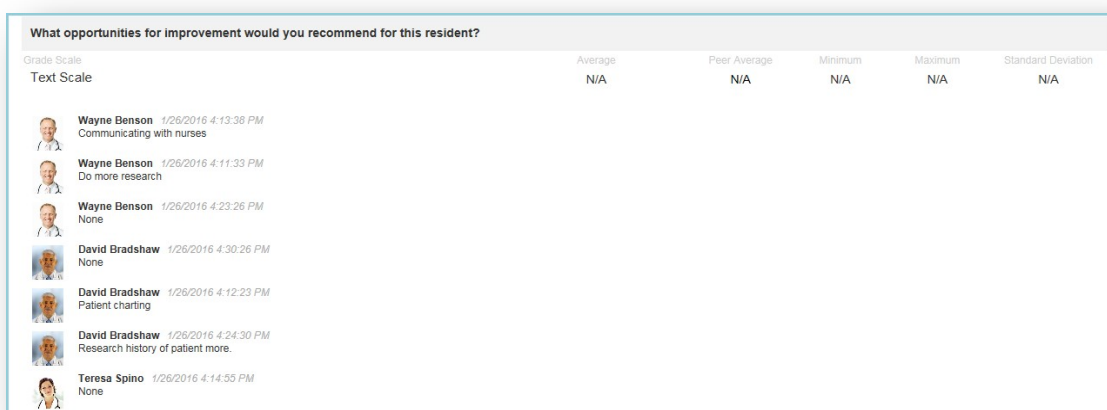 What opportunities for improvement would you recommend for this resident?
Grade Scale Average Peer Average Minimum Maximum Standard Deviation
Text Scale N/A N/A N/A N/A N/A
Wayne Benson 1/26/2016 4:13:38 PM
Communicating with nurses
Wayne Benson 1/26/2016 4:11:33 PM
Do more research
Wayne Benson 1/26/2016 4:23:26 PM
None
David Bradshaw 1/26/2016 4:30:26 PM
None
David Bradshaw 1/26/2016 4:12:23 PM
Patient charting
David Bradshaw 1/26/2016 4:24:30 PM
Research history of patient more.
Teresa Spino 1/26/2016 4:14:55 PM
None